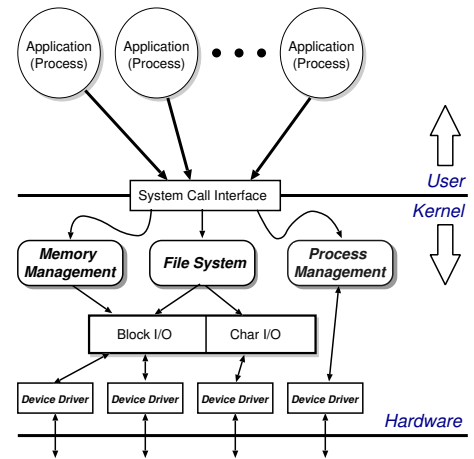 Application
(Process)
Application
(Process)
Application
(Process)
User
System Call Interface
Kernel
Memory
Management
File System
Process
Management
Block I/O
Char I/O
Device Driver
Device Driver
Device Driver
Device Driver
Hardware